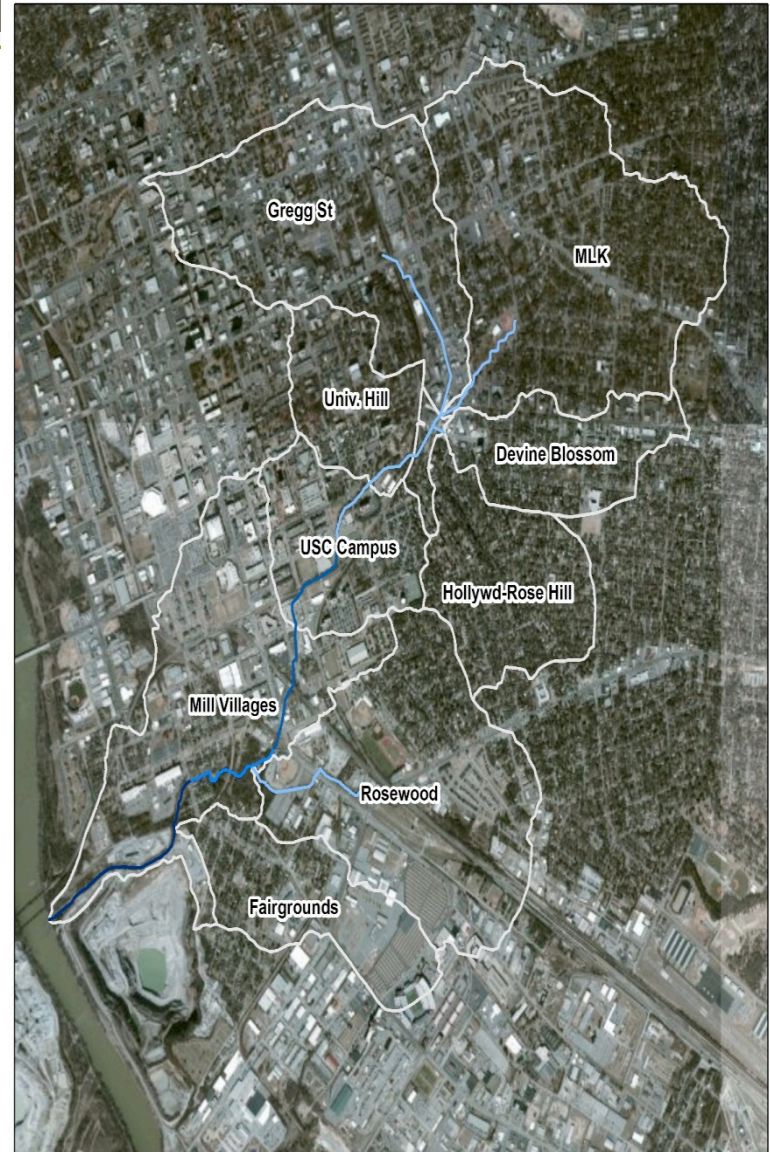 Gregg St
MLK
Univ. Hill
Devine Blossom
USC Campus
Hollywd-Rose Hill
Mill Villages
Rosewood
Fairgrounds